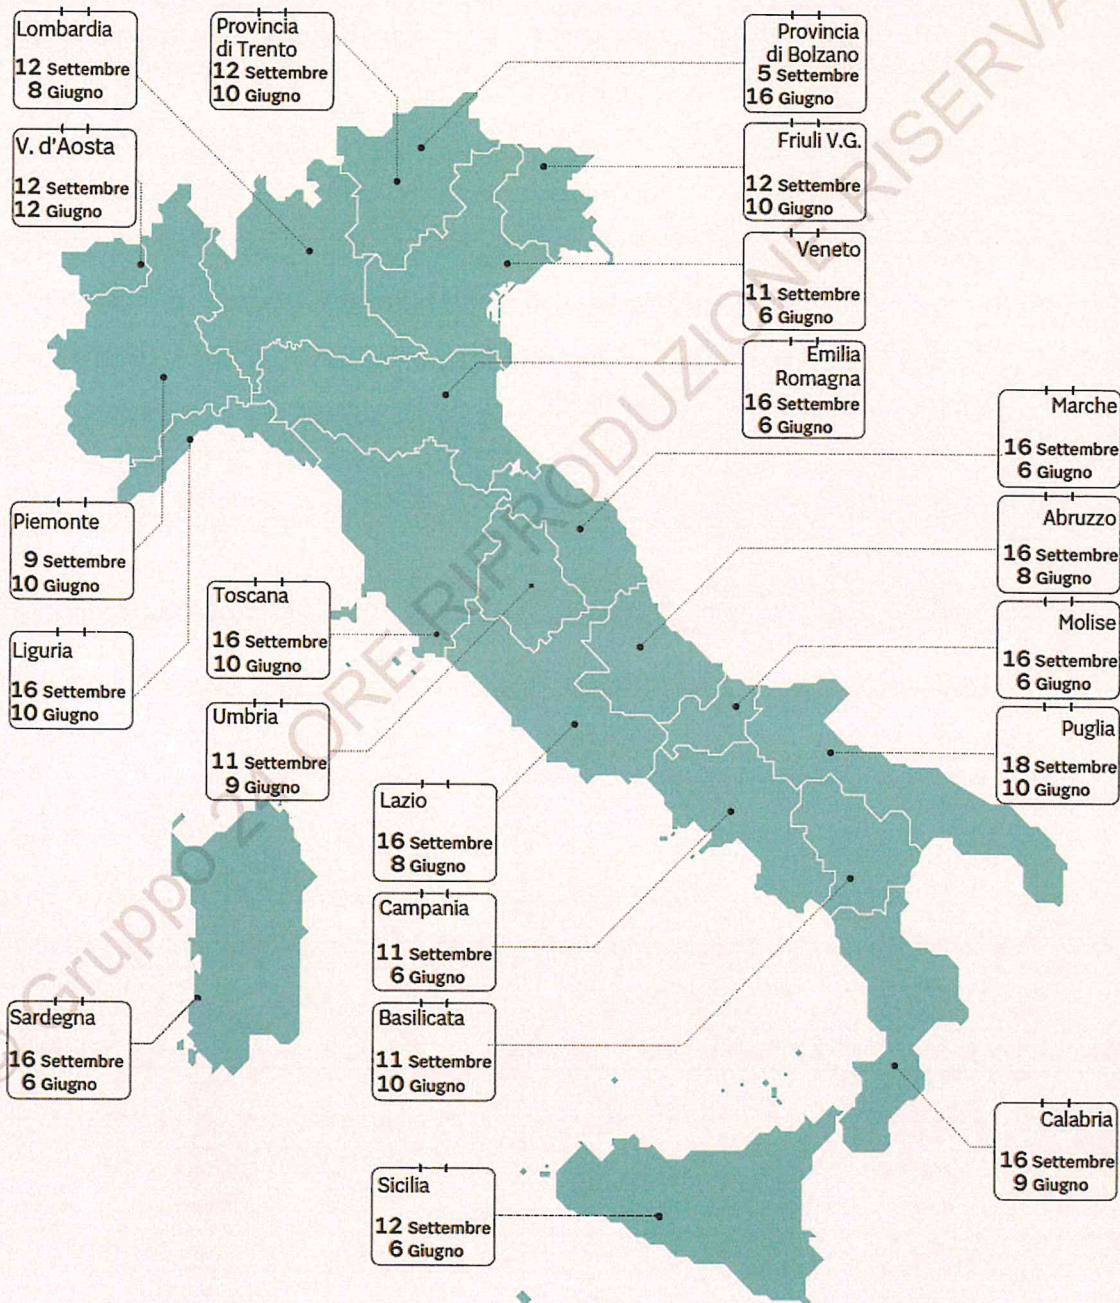 Lombardia
12 Settembre
8 Giugno
Provincia
di Trento
12 Settembre
10 Giugno
Provincia
di Bolzano
5 Settembre
16 Giugno
V. d'Aosta
12 Settembre
12 Giugno
Friuli V.G.
12 Settembre
10 Giugno
Veneto
11 Settembre
6 Giugno
Emilia
Romagna
16 Settembre
6 Giugno
Marche
16 Settembre
6 Giugno
Piemonte
9 Settembre
10 Giugno
Abruzzo
16 Settembre
8 Giugno
Toscana
16 Settembre
10 Giugno
Liguria
16 Settembre
10 Giugno
Molise
16 Settembre
6 Giugno
Umbria
11 Settembre
9 Giugno
Puglia
18 Settembre
10 Giugno
Lazio
16 Settembre
8 Giugno
Campania
11 Settembre
6 Giugno
Sardegna
16 Settembre
6 Giugno
Basilicata
11 Settembre
10 Giugno
Calabria
16 Settembre
9 Giugno
Sicilia
12 Settembre
6 Giugno
© Gruppo 24 ORE RIPRODUZIONE RISERVA